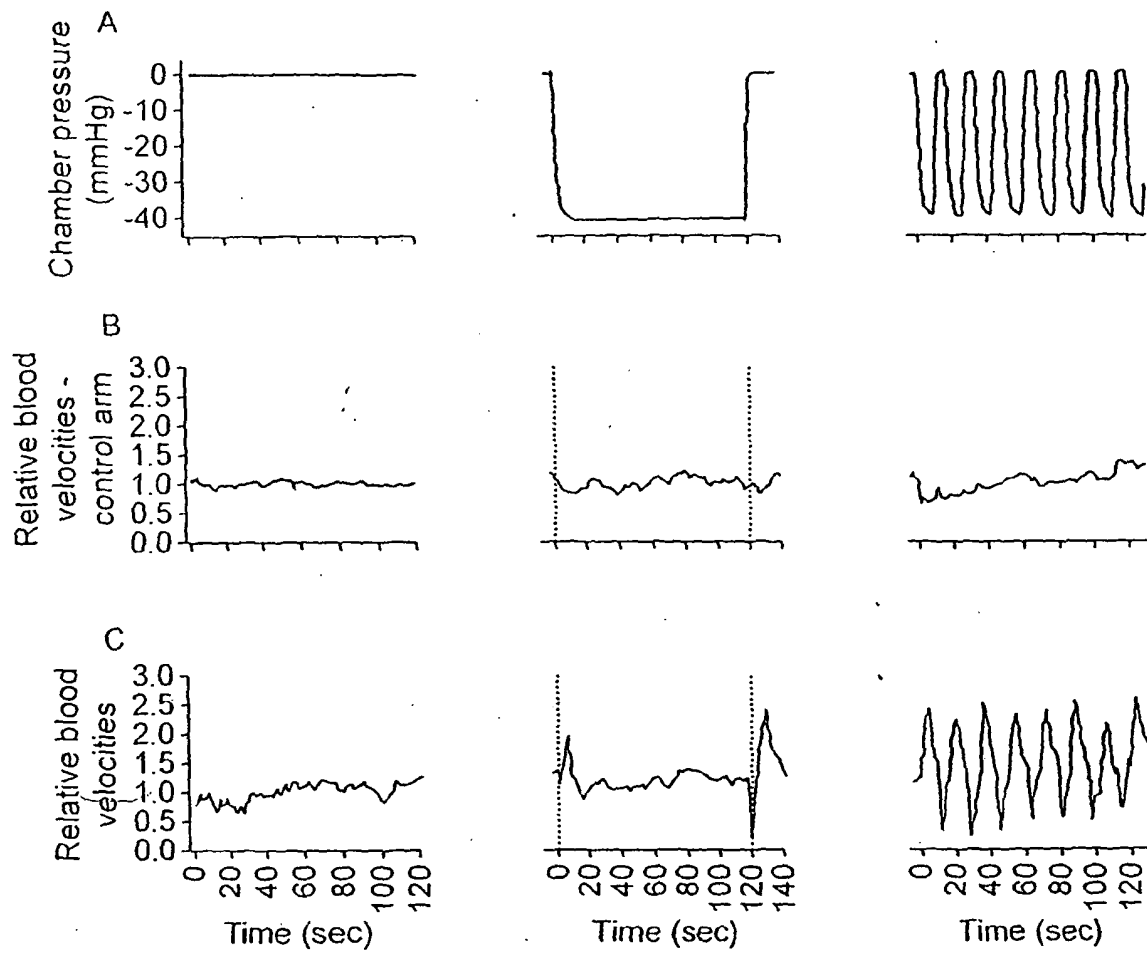 A
Chamber pressure
(mmHg)
0
-10
-20
-30
-40
B
Relative blood
velocities -
control arm
3.0
2.5
2.0
1.5
1.0
0.5
0.0
C
Relative blood
velocities
3.0
2.5
2.0
1.5
1.0
0.5
0.0
0 20 40 60 80 100 120
Time (sec)
0 20 40 60 80 100 120 140
Time (sec)
0 20 40 60 80 100 120
Time (sec)